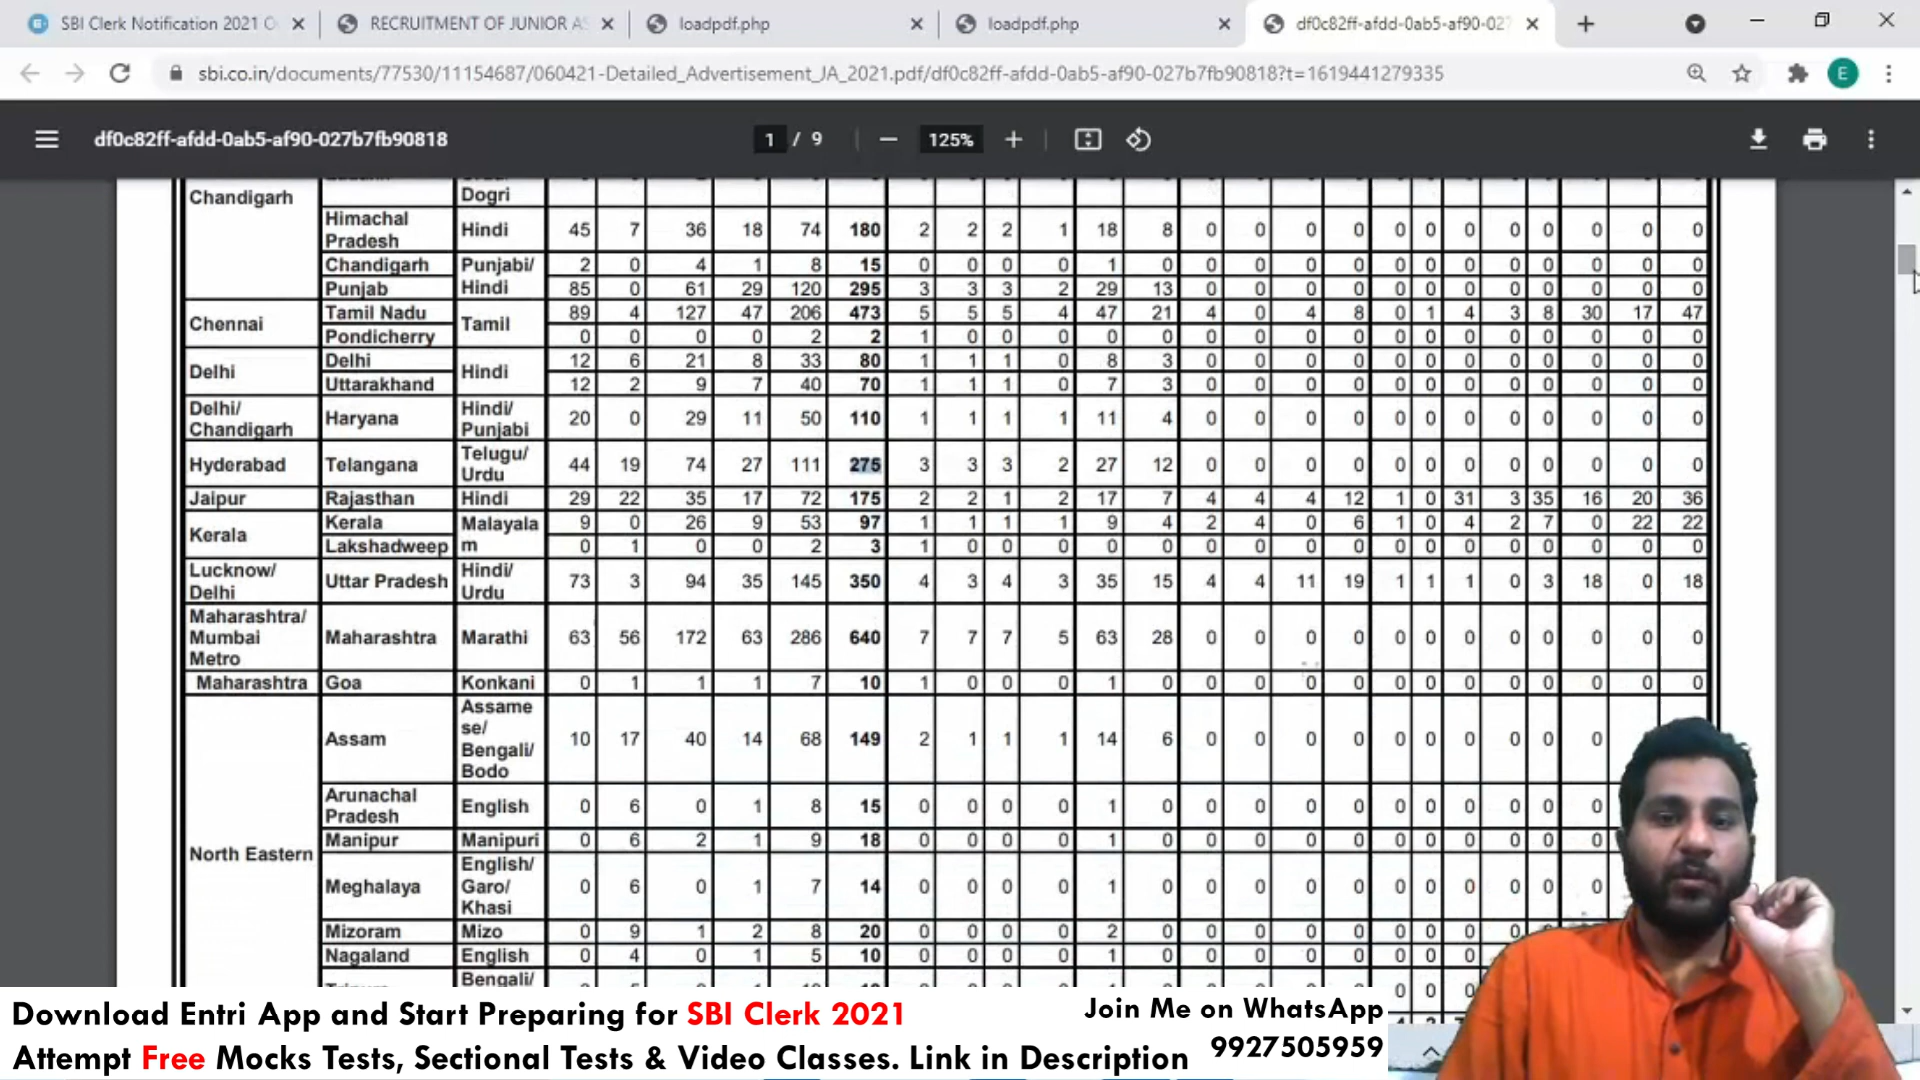 SBI Clerk Notification 2021 O
RECRUITMENT OF JUNIOR AS
loadpdf.php
loadpdf.php
df0c82ff-afdd-0ab5-af90-027
sbi.co.in/documents/77530/11154687/060421-Detailed_Advertisement_JA_2021.pdf/df0c82ff-afdd-0ab5-af90-027b7fb90818?t=1619441279335
E
df0c82ff-afdd-0ab5-af90-027b7fb90818
1 / 9
125%
Chandigarh
Dogri
Himachal Pradesh Hindi 45 7 36 18 74 180 2 2 2 1 18 8 0 0 0 0 0 0 0 0 0 0 0 0
Chandigarh Punjabi/ 2 0 4 1 8 15 0 0 0 0 1 0 0 0 0 0 0 0 0 0 0 0 0 0
Punjab Hindi 85 0 61 29 120 295 3 3 3 2 29 13 0 0 0 0 0 0 0 0 0 0 0 0
Chennai Tamil Nadu Tamil 89 4 127 47 206 473 5 5 5 4 47 21 4 0 4 8 0 1 4 3 8 30 17 47
Pondicherry 0 0 0 0 2 2 1 0 0 0 0 0 0 0 0 0 0 0 0 0 0 0 0 0
Delhi Delhi Hindi 12 6 21 8 33 80 1 1 1 0 8 3 0 0 0 0 0 0 0 0 0 0 0 0
Uttarakhand 12 2 9 7 40 70 1 1 1 0 7 3 0 0 0 0 0 0 0 0 0 0 0 0
Delhi/ Chandigarh Haryana Hindi/ Punjabi 20 0 29 11 50 110 1 1 1 1 11 4 0 0 0 0 0 0 0 0 0 0 0 0
Hyderabad Telangana Telugu/ Urdu 44 19 74 27 111 275 3 3 3 2 27 12 0 0 0 0 0 0 0 0 0 0 0 0
Jaipur Rajasthan Hindi 29 22 35 17 72 175 2 2 1 2 17 7 4 4 4 12 1 0 31 3 35 16 20 36
Kerala Kerala Malayala 9 0 26 9 53 97 1 1 1 1 9 4 2 4 0 6 1 0 4 2 7 0 22 22
Lakshadweep m 0 1 0 0 2 3 1 0 0 0 0 0 0 0 0 0 0 0 0 0 0 0 0 0
Lucknow/ Delhi Uttar Pradesh Hindi/ Urdu 73 3 94 35 145 350 4 3 4 3 35 15 4 4 11 19 1 1 1 0 3 18 0 18
Maharashtra/ Mumbai Metro Maharashtra Marathi 63 56 172 63 286 640 7 7 7 5 63 28 0 0 0 0 0 0 0 0 0 0 0 0
Maharashtra Goa Konkani 0 1 1 1 7 10 1 0 0 0 1 0 0 0 0 0 0 0 0 0 0 0 0 0
North Eastern
Assam Assame se/ Bengali/ Bodo 10 17 40 14 68 149 2 1 1 1 14 6 0 0 0 0 0 0 0 0 0 0
Arunachal Pradesh English 0 6 0 1 8 15 0 0 0 0 1 0 0 0 0 0 0 0 0 0 0 0
Manipur Manipuri 0 6 2 1 9 18 0 0 0 0 1 0 0 0 0 0 0 0 0 0 0 0
Meghalaya English/ Garo/ Khasi 0 6 0 1 7 14 0 0 0 0 1 0 0 0 0 0 0 0 0 0 0 0
Mizoram Mizo 0 9 1 2 8 20 0 0 0 0 2 0 0 0 0 0 0 0 0 0 0 0
Nagaland English 0 4 0 1 5 10 0 0 0 0 1 0 0 0 0 0 0 0 0 0 0 0
Bengali/
0 0 0
Download Entri App and Start Preparing for SBI Clerk 2021
Attempt Free Mocks Tests, Sectional Tests & Video Classes. Link in Description
Join Me on WhatsApp
9927505959